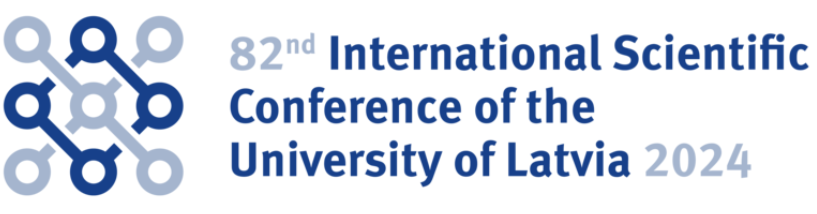 82nd International Scientific
Conference of the
University of Latvia 2024